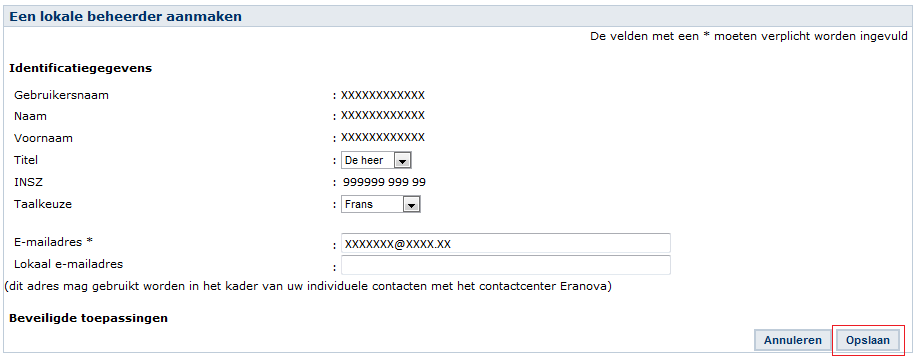 Een lokale beheerder aanmaken
De velden met een * moeten verplicht worden ingevuld
Identificatiegegevens
Gebruikersnaam : XXXXXXXXXXXX
Naam : XXXXXXXXXXXX
Voornaam : XXXXXXXXXXXX
Titel : De heer
INSZ : 999999 999 99
Taalkeuze : Frans
E-mailadres * : XXXXXXX@XXXX.XX
Lokaal e-mailadres :
(dit adres mag gebruikt worden in het kader van uw individuele contacten met het contactcenter Eranova)
Beveiligde toepassingen
Annuleren Opslaan